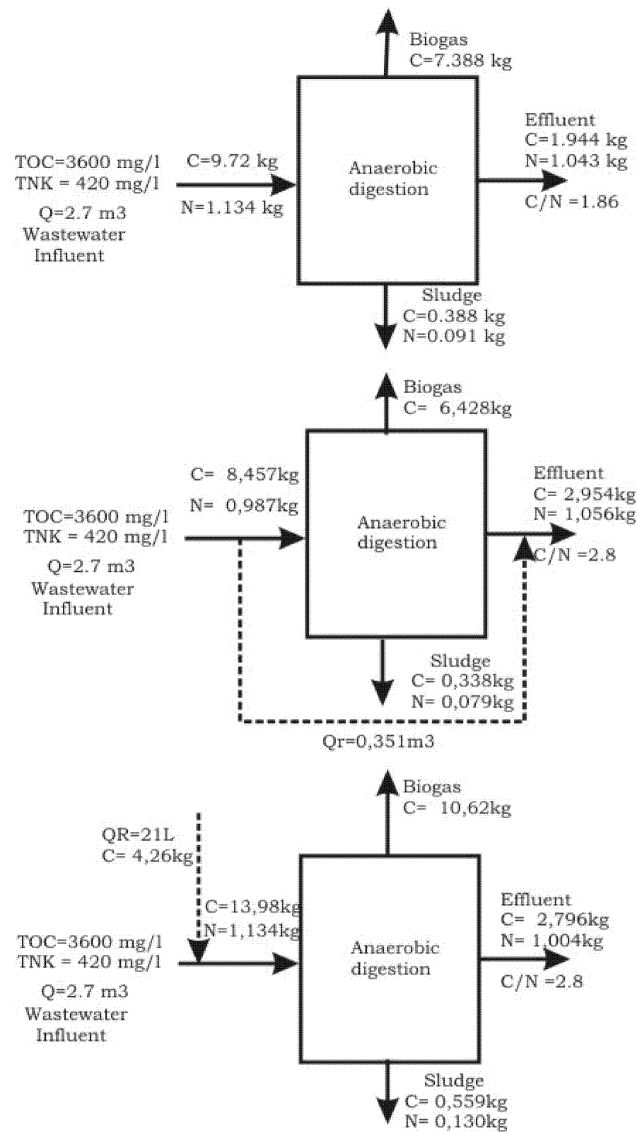 Biogas
C=7.388 kg
Effluent
C=1.944 kg
N=1.043 kg
C/N =1.86
TOC=3600 mg/l
TNK = 420 mg/l
Q=2.7 m3
Wastewater
Influent
C=9.72 kg
N=1.134 kg
Anaerobic
digestion
Sludge
C=0.388 kg
N=0.091 kg
Biogas
C= 6,428kg
C= 8,457kg
N= 0,987kg
Effluent
C= 2,954kg
N= 1,056kg
C/N =2.8
TOC=3600 mg/l
TNK = 420 mg/l
Q=2.7 m3
Wastewater
Influent
Anaerobic
digestion
Sludge
C= 0,338kg
N= 0,079kg
Qr=0,351m3
Biogas
C= 10,62kg
QR=21L
C= 4,26kg
C=13,98kg
N=1,134kg
Effluent
C= 2,796kg
N= 1,004kg
C/N =2.8
TOC=3600 mg/l
TNK = 420 mg/l
Q=2.7 m3
Wastewater
Influent
Anaerobic
digestion
Sludge
C= 0,559kg
N= 0,130kg